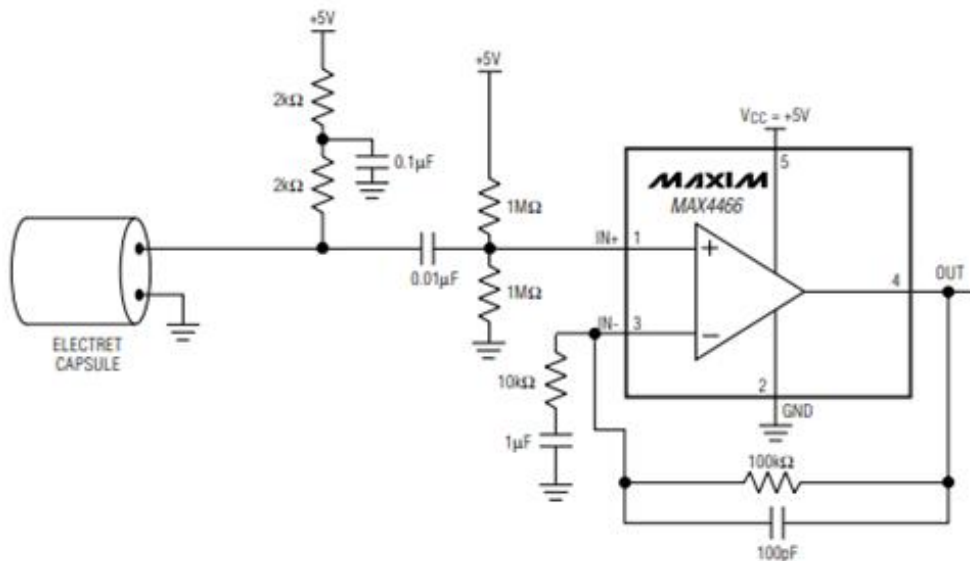 +5V
+5V
2kΩ
VCC = +5V
0.1µF
5
2kΩ
MAXIM
MAX4466
1MΩ
IN+
1
+
0.01µF
4
OUT
1MΩ
IN-
3
−
ELECTRET
CAPSULE
10kΩ
2
GND
1µF
100kΩ
100pF